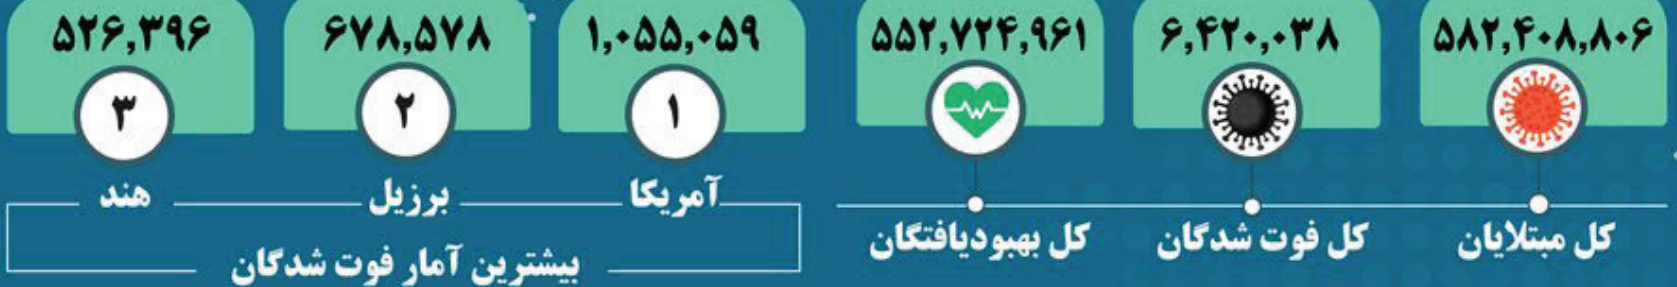 ۵۸۲,۴۰۸,۸۰۶
کل مبتلایان
۶,۴۲۰,۰۳۸
کل فوت شدگان
۵۵۲,۷۲۴,۹۶۱
کل بهبودیافتگان
۱,۰۵۵,۰۵۹
۱
آمریکا
۶۷۸,۵۷۸
۲
برزیل
۵۲۶,۳۹۶
۳
هند
بیشترین آمار فوت شدگان